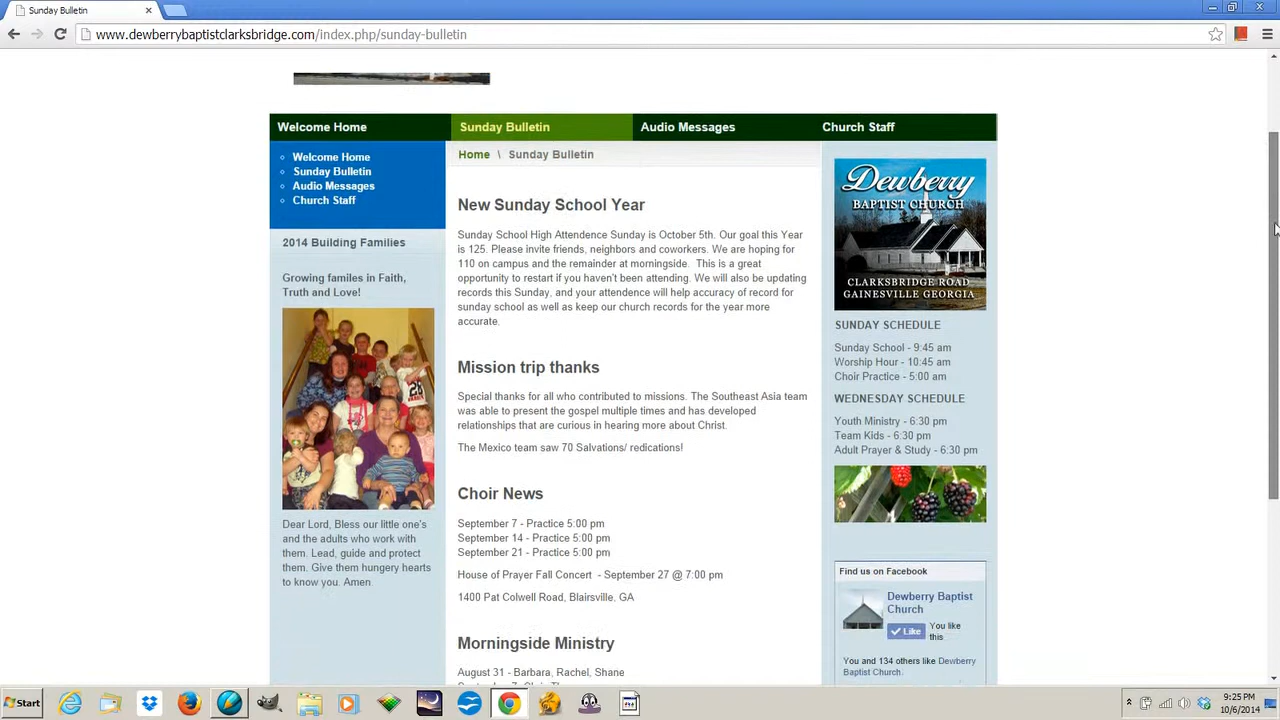 Sunday Bulletin
www.dewberrybaptistclarksbridge.com/index.php/sunday-bulletin
Welcome Home
Sunday Bulletin
Audio Messages
Church Staff
Welcome Home
Sunday Bulletin
Audio Messages
Church Staff
2014 Building Families
Growing familes in Faith,
Truth and Love!
Dear Lord, Bless our little one's
and the adults who work with
them. Lead, guide and protect
them. Give them hungery hearts
to know you. Amen.
Home \ Sunday Bulletin
New Sunday School Year
Sunday School High Attendence Sunday is October 5th. Our goal this Year
is 125. Please invite friends, neighbors and coworkers. We are hoping for
110 on campus and the remainder at morningside. This is a great
opportunity to restart if you haven't been attending. We will also be updating
records this Sunday, and your attendence will help accuracy of record for
sunday school as well as keep our church records for the year more
accurate.
Mission trip thanks
Special thanks for all who contributed to missions. The Southeast Asia team
was able to present the gospel multiple times and has developed
relationships that are curious in hearing more about Christ.
The Mexico team saw 70 Salvations/ redications!
Choir News
September 7 - Practice 5:00 pm
September 14 - Practice 5:00 pm
September 21 - Practice 5:00 pm
House of Prayer Fall Concert - September 27 @ 7:00 pm
1400 Pat Colwell Road, Blairsville, GA
Morningside Ministry
August 31 - Barbara, Rachel, Shane
Dewberry
BAPTIST CHURCH
CLARKSBRIDGE ROAD
GAINESVILLE GEORGIA
SUNDAY SCHEDULE
Sunday School - 9:45 am
Worship Hour - 10:45 am
Choir Practice - 5:00 am
WEDNESDAY SCHEDULE
Youth Ministry - 6:30 pm
Team Kids - 6:30 pm
Adult Prayer & Study - 6:30 pm
Find us on Facebook
Dewberry Baptist
Church
Like
You like
this
You and 134 others like Dewberry
Baptist Church.
Start
9:25 PM
10/6/2014